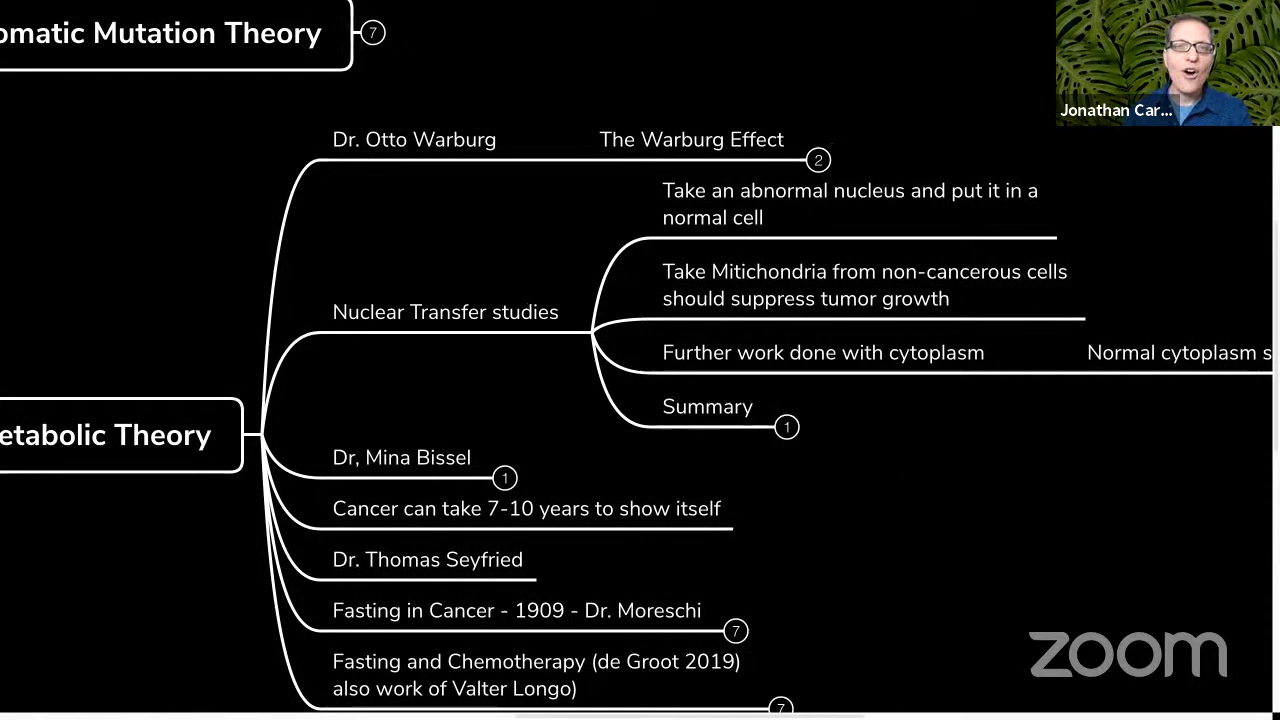 omatic Mutation Theory
7
Jonathan Car...
Dr. Otto Warburg
The Warburg Effect
2
Take an abnormal nucleus and put it in a
normal cell
Take Mitichondria from non-cancerous cells
should suppress tumor growth
Nuclear Transfer studies
Further work done with cytoplasm
Normal cytoplasm s
Summary
1
etabolic Theory
Dr, Mina Bissel
1
Cancer can take 7-10 years to show itself
Dr. Thomas Seyfried
Fasting in Cancer - 1909 - Dr. Moreschi
7
Fasting and Chemotherapy (de Groot 2019)
also work of Valter Longo)
7
zoom